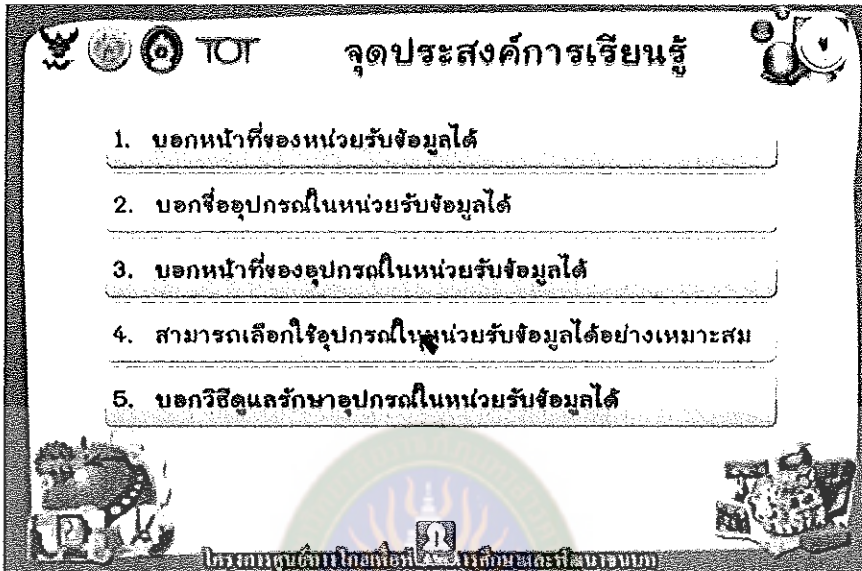 TOT จุดประสงค์การเรียนรู้
1. บอกหน้าที่ของหน่วยรับข้อมูลได้
2. บอกชื่ออุปกรณ์ในหน่วยรับข้อมูลได้
3. บอกหน้าที่ของอุปกรณ์ในหน่วยรับข้อมูลได้
4. สามารถเลือกใช้อุปกรณ์ในหน่วยรับข้อมูลได้อย่างเหมาะสม
5. บอกวิธีดูแลรักษาอุปกรณ์ในหน่วยรับข้อมูลได้